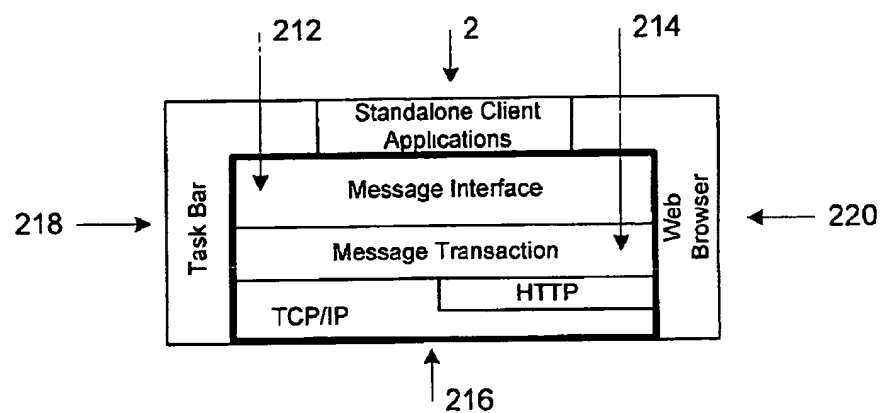 212
2
214
Standalone Client
Applications
Message Interface
218
Task Bar
Web
Browser
220
Message Transaction
HTTP
TCP/IP
216